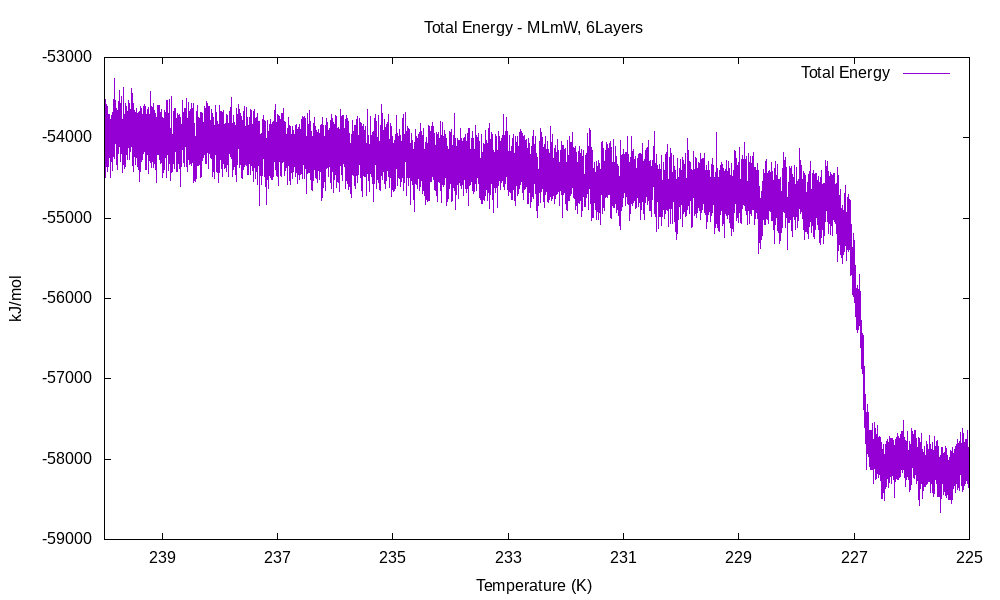 Total Energy - MLmW, 6Layers
Total Energy
-53000
-54000
-55000
-56000
-57000
-58000
-59000
kJ/mol
239 237 235 233 231 229 227 225
Temperature (K)